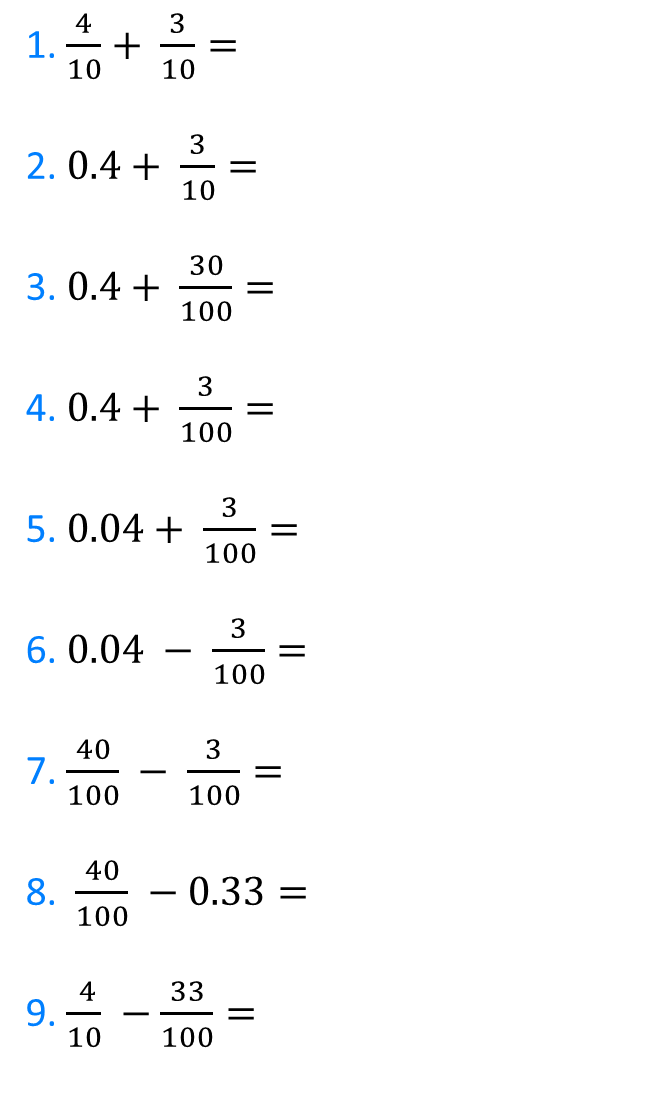 1. 4/10 + 3/10 =
2. 0.4 + 3/10 =
3. 0.4 + 30/100 =
4. 0.4 + 3/100 =
5. 0.04 + 3/100 =
6. 0.04 − 3/100 =
7. 40/100 − 3/100 =
8. 40/100 − 0.33 =
9. 4/10 − 33/100 =